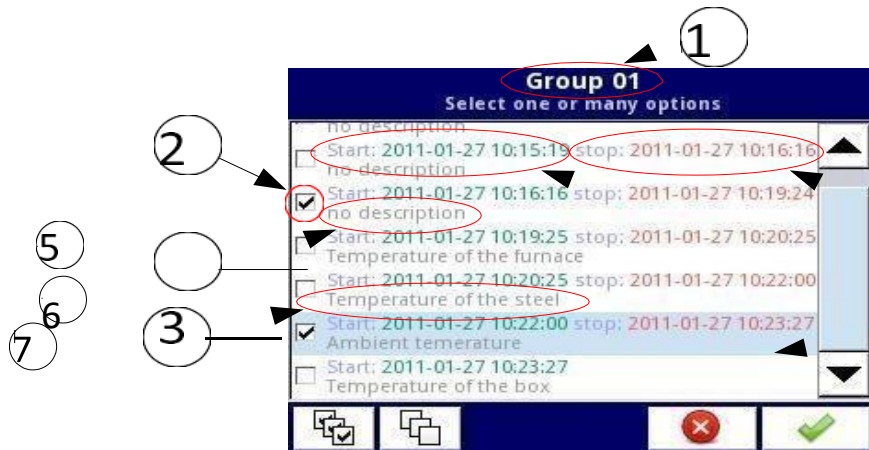 1
Group 01
Select one or many options
no description
Start: 2011-01-27 10:15:19 stop: 2011-01-27 10:16:16
no description
2
Start: 2011-01-27 10:16:16 stop: 2011-01-27 10:19:24
no description
5
Start: 2011-01-27 10:19:25 stop: 2011-01-27 10:20:25
Temperature of the furnace
6
Start: 2011-01-27 10:20:25 stop: 2011-01-27 10:22:00
Temperature of the steel
7
3
Start: 2011-01-27 10:22:00 stop: 2011-01-27 10:23:27
Ambient temerature
Start: 2011-01-27 10:23:27
Temperature of the box